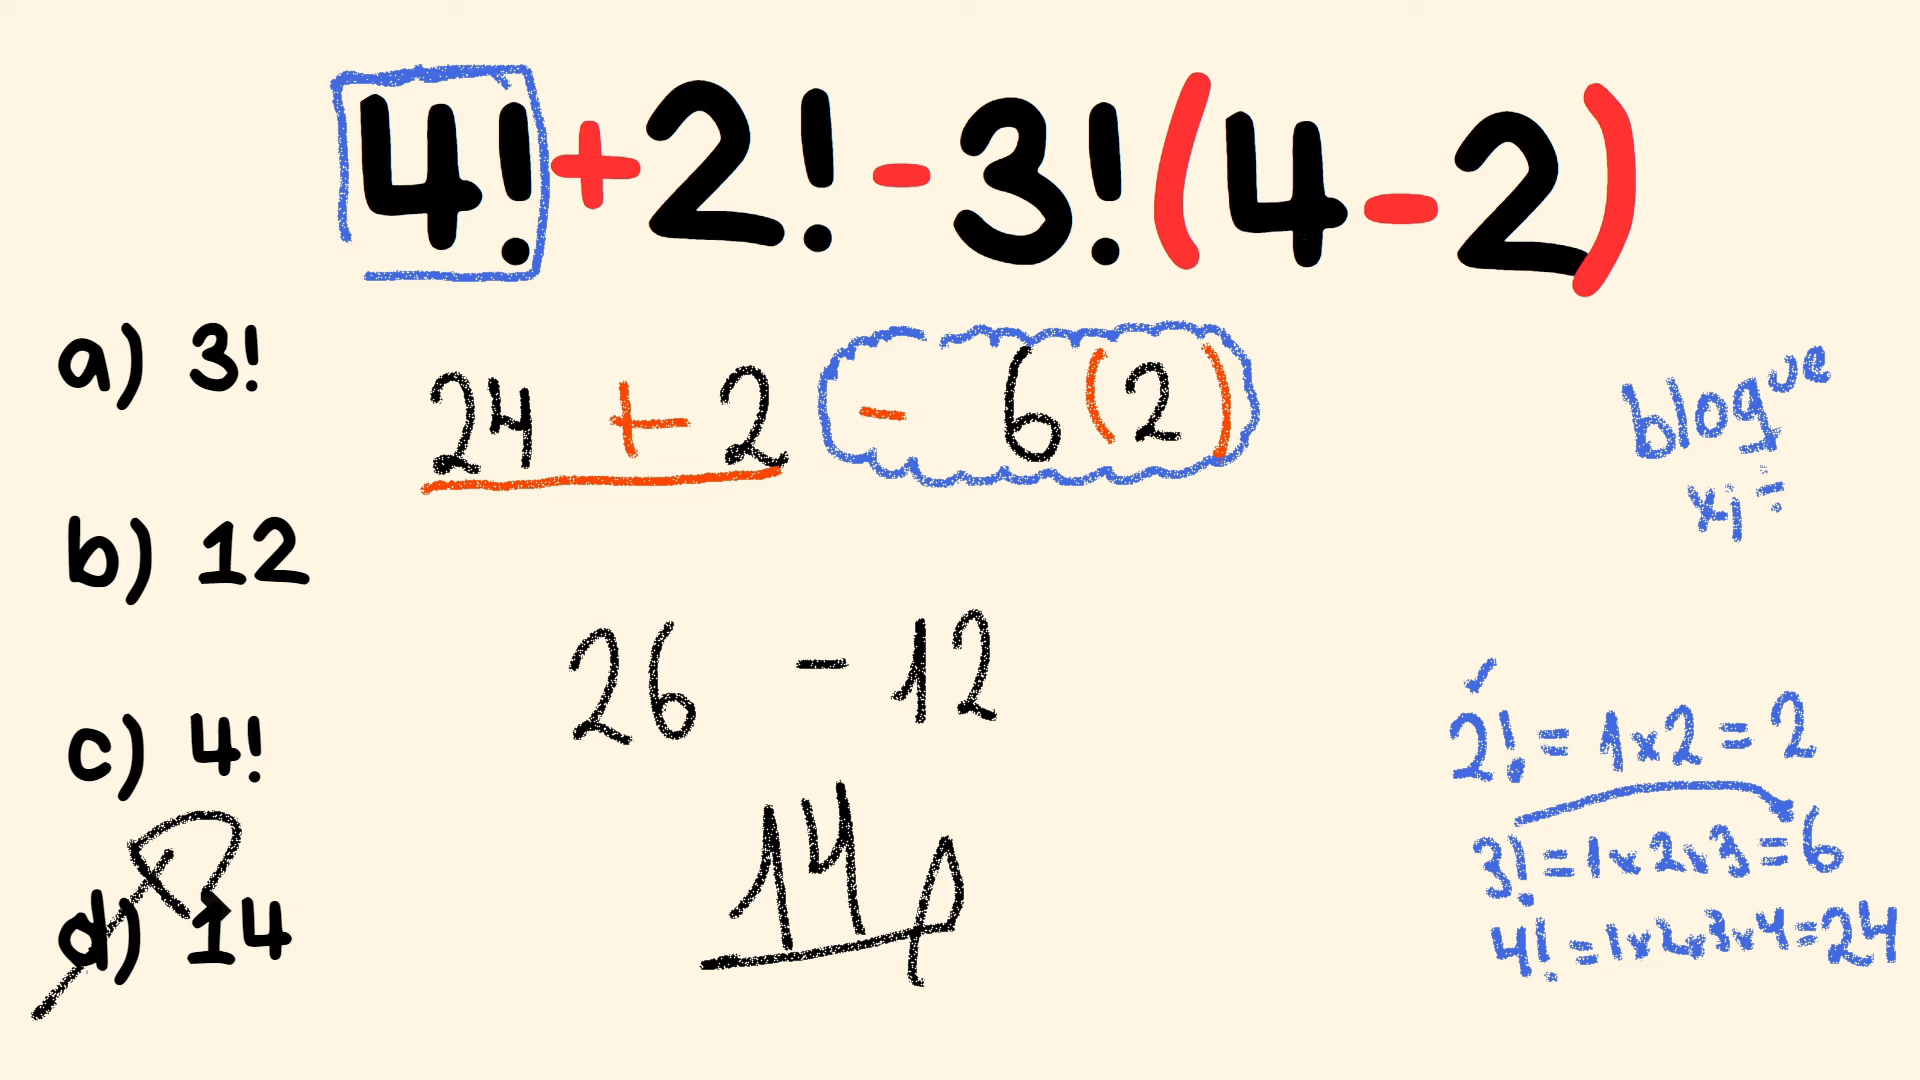 4! + 2! - 3! (4 - 2)
a) 3!
24 + 2 - 6 (2)
bloque
b) 12
26 - 12
c) 4!
2! = 1x2 = 2
14
3! = 1x2x3 = 6
d) 14
4! = 1x2x3x4 = 24